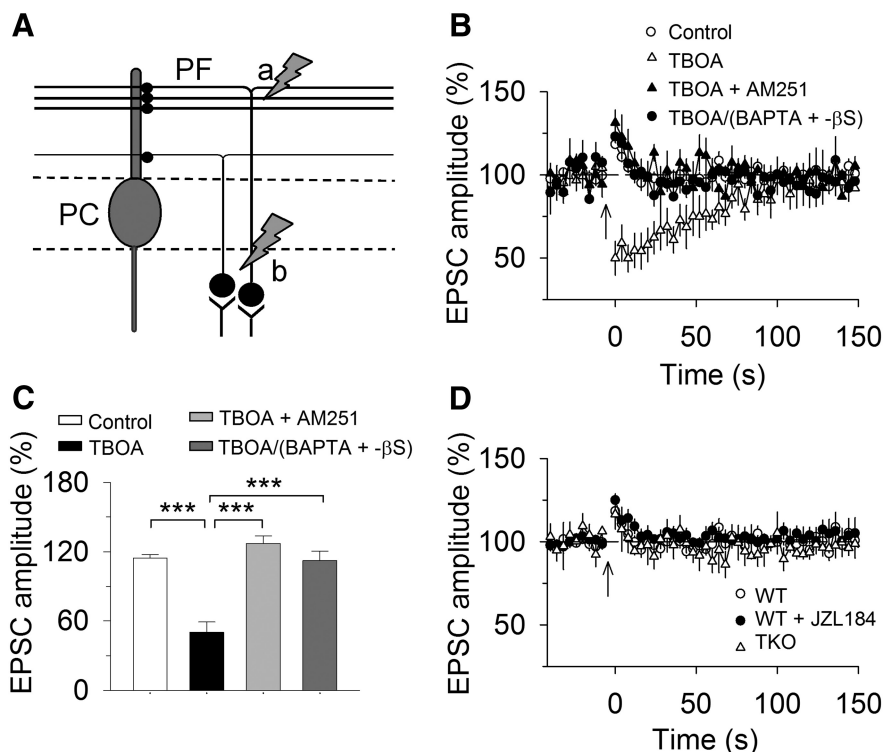 A
PF
a
PC
b
B
Control
TBOA
TBOA + AM251
TBOA/(BAPTA + -βS)
EPSC amplitude (%)
150
100
50
0 50 100 150
Time (s)
C
Control
TBOA
TBOA + AM251
TBOA/(BAPTA + -βS)
EPSC amplitude (%)
180
120
60
0
*** *** ***
D
EPSC amplitude (%)
150
100
50
WT
WT + JZL184
TKO
0 50 100 150
Time (s)